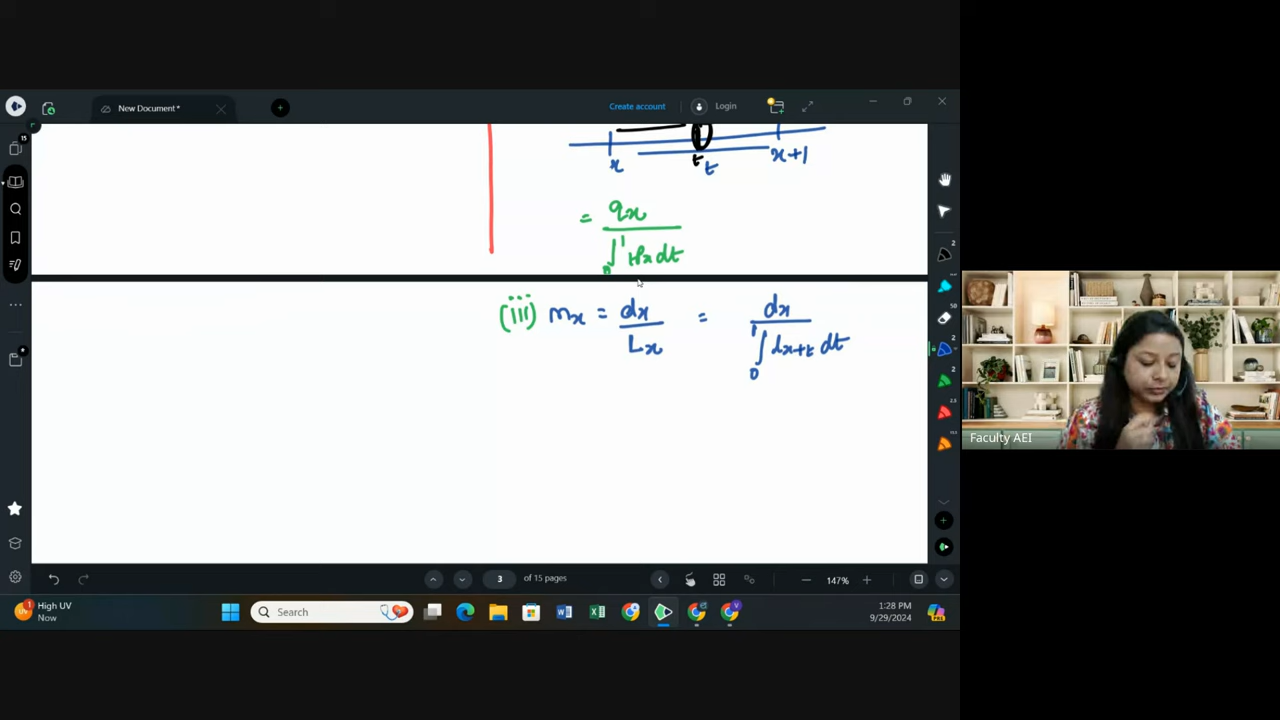 New Document*
Create account
Login
x
t
t
x+1
= qx
∫₀¹ tPx dt
(iii) mx = dx / Lx = dx / ∫₀¹ lx+t dt
Faculty AEI
3 of 15 pages
147%
High UV
Now
Search
1:28 PM
9/29/2024